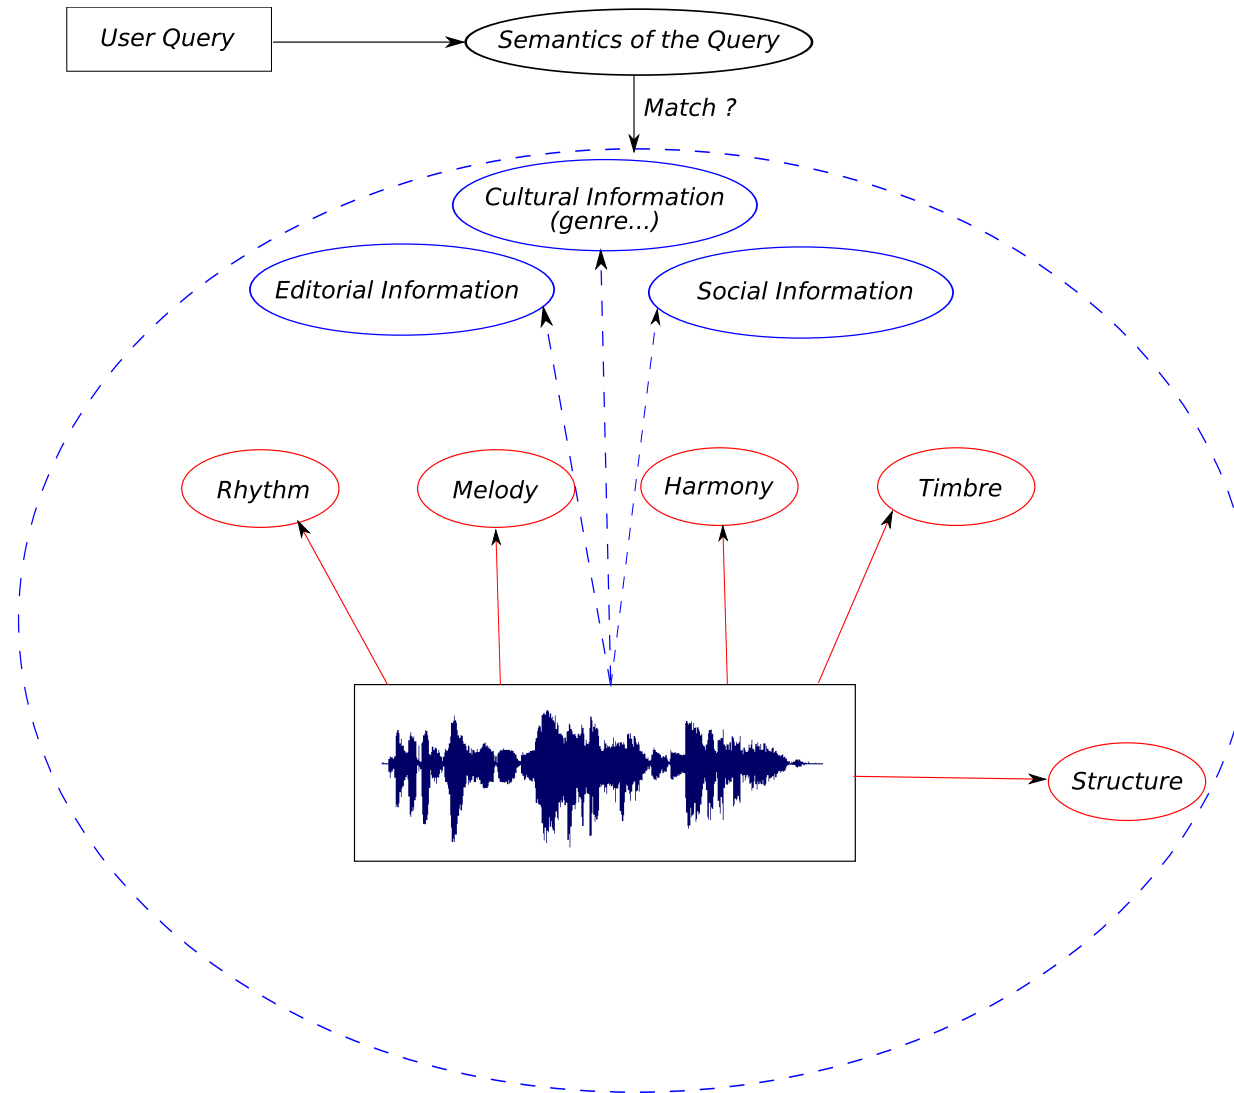 User Query
Semantics of the Query
Match ?
Cultural Information
(genre...)
Editorial Information
Social Information
Rhythm
Melody
Harmony
Timbre
Structure